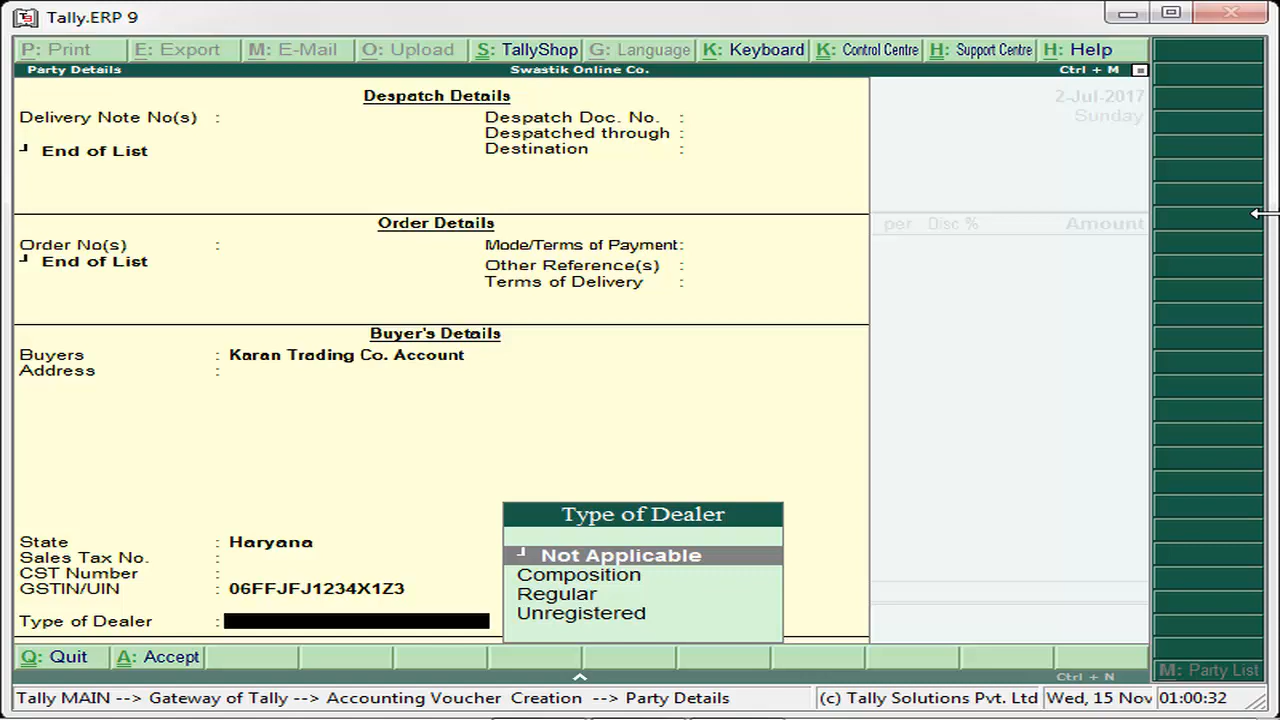 Tally.ERP 9
P: Print E: Export M: E-Mail O: Upload S: TallyShop G: Language K: Keyboard K: Control Centre H: Support Centre H: Help
Party Details Swastik Online Co. Ctrl + M
Despatch Details 2-Jul-2017
Delivery Note No(s) : Despatch Doc. No. : Sunday
Despatched through :
┘ End of List Destination :
Order Details per Disc % Amount
Order No(s) : Mode/Terms of Payment:
┘ End of List Other Reference(s) :
Terms of Delivery :
Buyer's Details
Buyers : Karan Trading Co. Account
Address :
Type of Dealer
State : Haryana
Sales Tax No. : ┘ Not Applicable
CST Number : Composition
GSTIN/UIN : 06FFJFJ1234X1Z3 Regular
Type of Dealer : Unregistered
Q: Quit A: Accept M: Party List
Ctrl + N
Tally MAIN --> Gateway of Tally --> Accounting Voucher Creation --> Party Details (c) Tally Solutions Pvt. Ltd Wed, 15 Nov 01:00:32